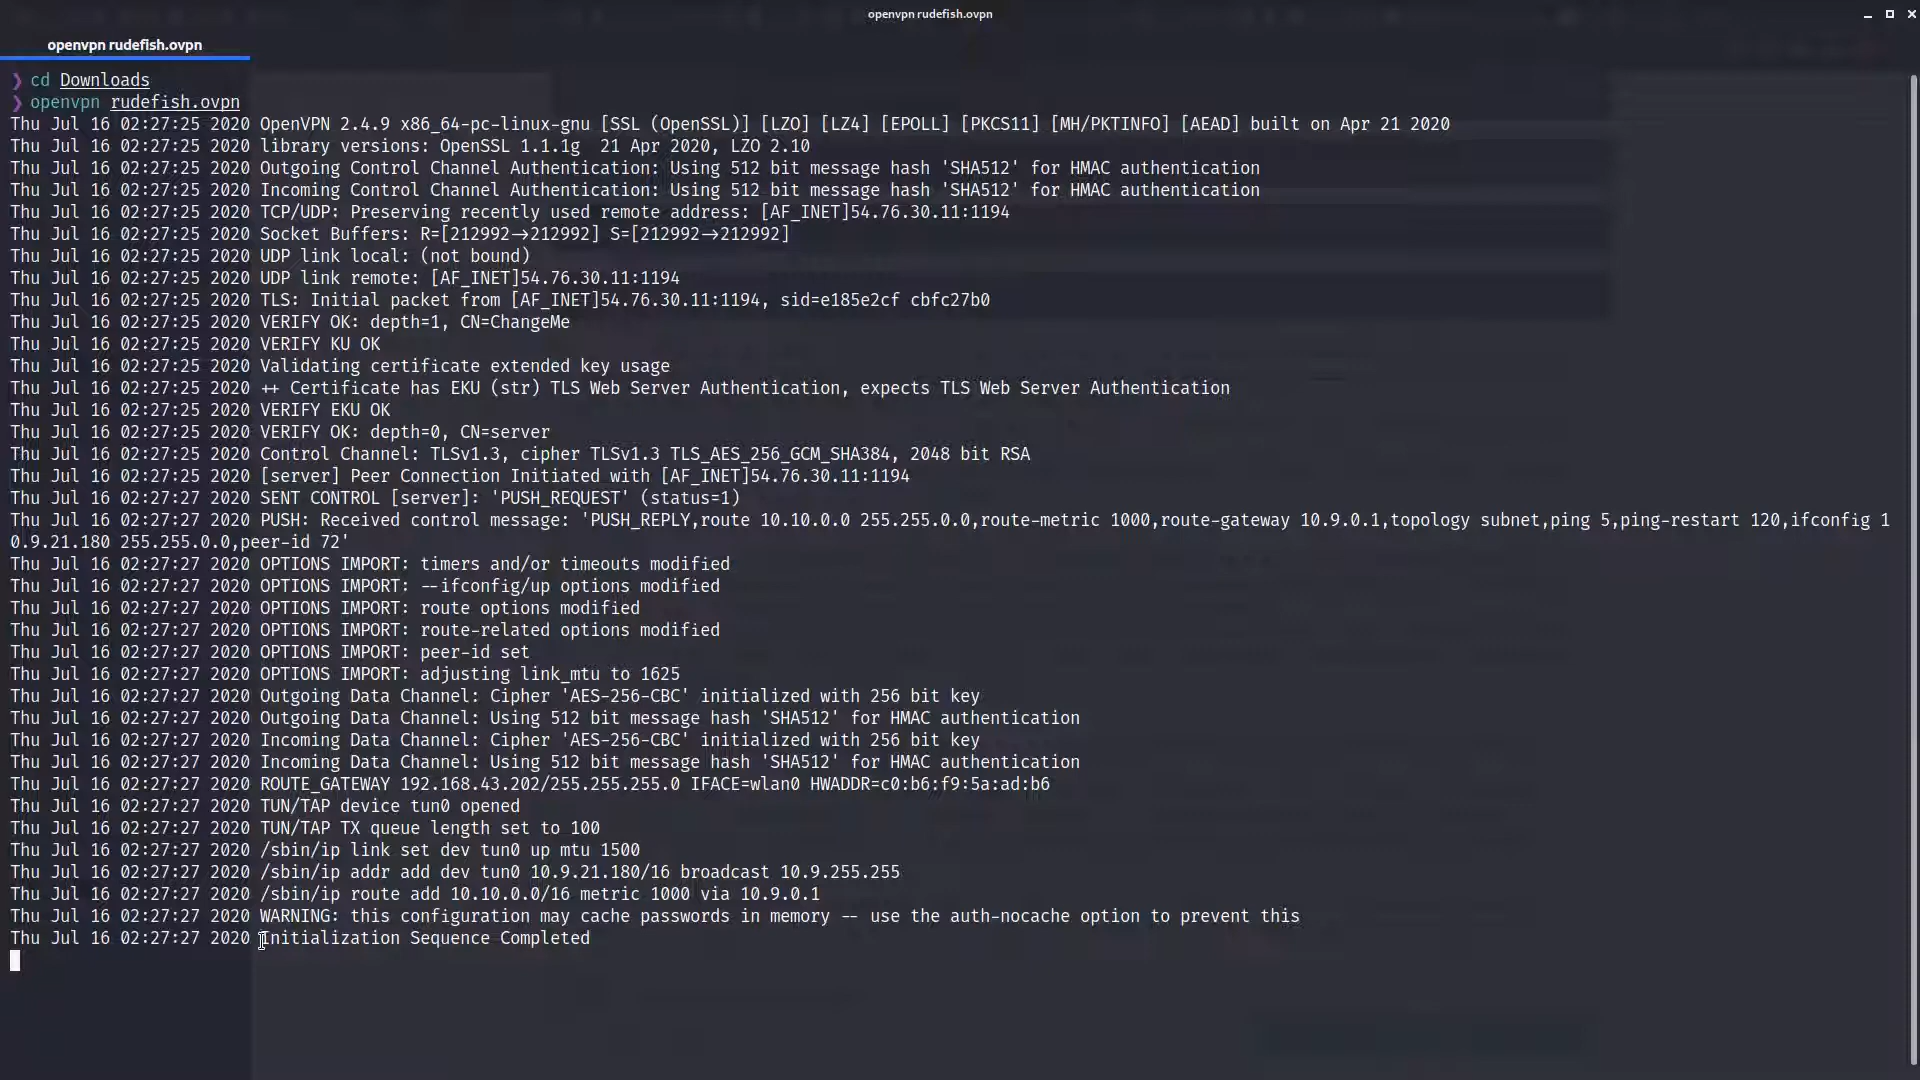 openvpn rudefish.ovpn
openvpn rudefish.ovpn
❯ cd Downloads
❯ openvpn rudefish.ovpn
Thu Jul 16 02:27:25 2020 OpenVPN 2.4.9 x86_64-pc-linux-gnu [SSL (OpenSSL)] [LZO] [LZ4] [EPOLL] [PKCS11] [MH/PKTINFO] [AEAD] built on Apr 21 2020
Thu Jul 16 02:27:25 2020 library versions: OpenSSL 1.1.1g  21 Apr 2020, LZO 2.10
Thu Jul 16 02:27:25 2020 Outgoing Control Channel Authentication: Using 512 bit message hash 'SHA512' for HMAC authentication
Thu Jul 16 02:27:25 2020 Incoming Control Channel Authentication: Using 512 bit message hash 'SHA512' for HMAC authentication
Thu Jul 16 02:27:25 2020 TCP/UDP: Preserving recently used remote address: [AF_INET]54.76.30.11:1194
Thu Jul 16 02:27:25 2020 Socket Buffers: R=[212992->212992] S=[212992->212992]
Thu Jul 16 02:27:25 2020 UDP link local: (not bound)
Thu Jul 16 02:27:25 2020 UDP link remote: [AF_INET]54.76.30.11:1194
Thu Jul 16 02:27:25 2020 TLS: Initial packet from [AF_INET]54.76.30.11:1194, sid=e185e2cf cbfc27b0
Thu Jul 16 02:27:25 2020 VERIFY OK: depth=1, CN=ChangeMe
Thu Jul 16 02:27:25 2020 VERIFY KU OK
Thu Jul 16 02:27:25 2020 Validating certificate extended key usage
Thu Jul 16 02:27:25 2020 ++ Certificate has EKU (str) TLS Web Server Authentication, expects TLS Web Server Authentication
Thu Jul 16 02:27:25 2020 VERIFY EKU OK
Thu Jul 16 02:27:25 2020 VERIFY OK: depth=0, CN=server
Thu Jul 16 02:27:25 2020 Control Channel: TLSv1.3, cipher TLSv1.3 TLS_AES_256_GCM_SHA384, 2048 bit RSA
Thu Jul 16 02:27:25 2020 [server] Peer Connection Initiated with [AF_INET]54.76.30.11:1194
Thu Jul 16 02:27:27 2020 SENT CONTROL [server]: 'PUSH_REQUEST' (status=1)
Thu Jul 16 02:27:27 2020 PUSH: Received control message: 'PUSH_REPLY,route 10.10.0.0 255.255.0.0,route-metric 1000,route-gateway 10.9.0.1,topology subnet,ping 5,ping-restart 120,ifconfig 1
0.9.21.180 255.255.0.0,peer-id 72'
Thu Jul 16 02:27:27 2020 OPTIONS IMPORT: timers and/or timeouts modified
Thu Jul 16 02:27:27 2020 OPTIONS IMPORT: --ifconfig/up options modified
Thu Jul 16 02:27:27 2020 OPTIONS IMPORT: route options modified
Thu Jul 16 02:27:27 2020 OPTIONS IMPORT: route-related options modified
Thu Jul 16 02:27:27 2020 OPTIONS IMPORT: peer-id set
Thu Jul 16 02:27:27 2020 OPTIONS IMPORT: adjusting link_mtu to 1625
Thu Jul 16 02:27:27 2020 Outgoing Data Channel: Cipher 'AES-256-CBC' initialized with 256 bit key
Thu Jul 16 02:27:27 2020 Outgoing Data Channel: Using 512 bit message hash 'SHA512' for HMAC authentication
Thu Jul 16 02:27:27 2020 Incoming Data Channel: Cipher 'AES-256-CBC' initialized with 256 bit key
Thu Jul 16 02:27:27 2020 Incoming Data Channel: Using 512 bit message hash 'SHA512' for HMAC authentication
Thu Jul 16 02:27:27 2020 ROUTE_GATEWAY 192.168.43.202/255.255.255.0 IFACE=wlan0 HWADDR=c0:b6:f9:5a:ad:b6
Thu Jul 16 02:27:27 2020 TUN/TAP device tun0 opened
Thu Jul 16 02:27:27 2020 TUN/TAP TX queue length set to 100
Thu Jul 16 02:27:27 2020 /sbin/ip link set dev tun0 up mtu 1500
Thu Jul 16 02:27:27 2020 /sbin/ip addr add dev tun0 10.9.21.180/16 broadcast 10.9.255.255
Thu Jul 16 02:27:27 2020 /sbin/ip route add 10.10.0.0/16 metric 1000 via 10.9.0.1
Thu Jul 16 02:27:27 2020 WARNING: this configuration may cache passwords in memory -- use the auth-nocache option to prevent this
Thu Jul 16 02:27:27 2020 Initialization Sequence Completed